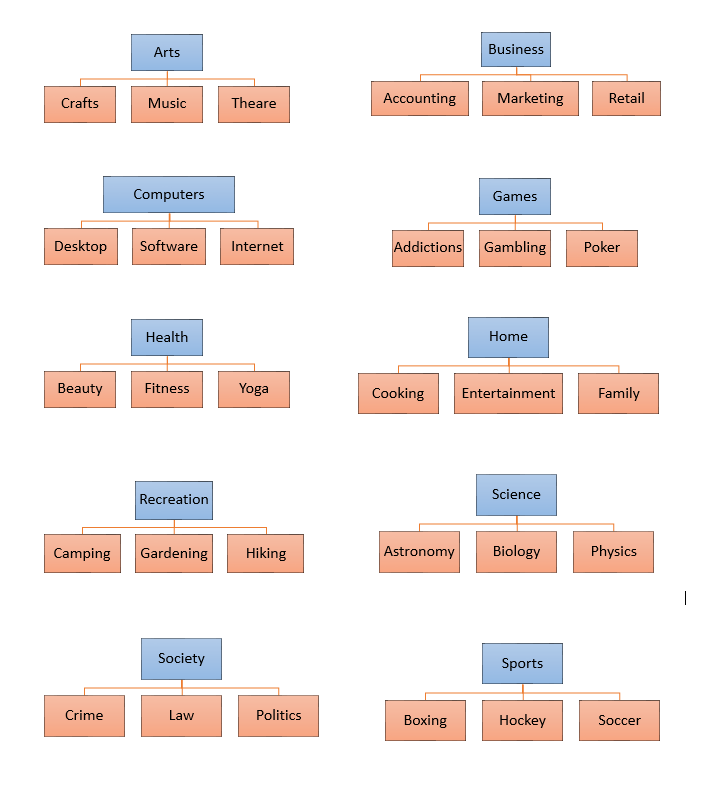 Arts
Crafts Music Theare
Business
Accounting Marketing Retail
Computers
Desktop Software Internet
Games
Addictions Gambling Poker
Health
Beauty Fitness Yoga
Home
Cooking Entertainment Family
Recreation
Camping Gardening Hiking
Science
Astronomy Biology Physics
Society
Crime Law Politics
Sports
Boxing Hockey Soccer